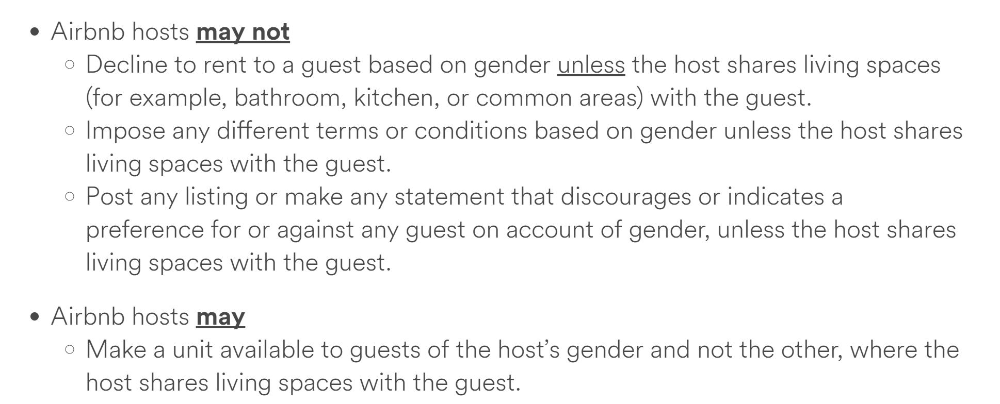 • Airbnb hosts may not
○ Decline to rent to a guest based on gender unless the host shares living spaces
(for example, bathroom, kitchen, or common areas) with the guest.
○ Impose any different terms or conditions based on gender unless the host shares
living spaces with the guest.
○ Post any listing or make any statement that discourages or indicates a
preference for or against any guest on account of gender, unless the host shares
living spaces with the guest.
• Airbnb hosts may
○ Make a unit available to guests of the host’s gender and not the other, where the
host shares living spaces with the guest.